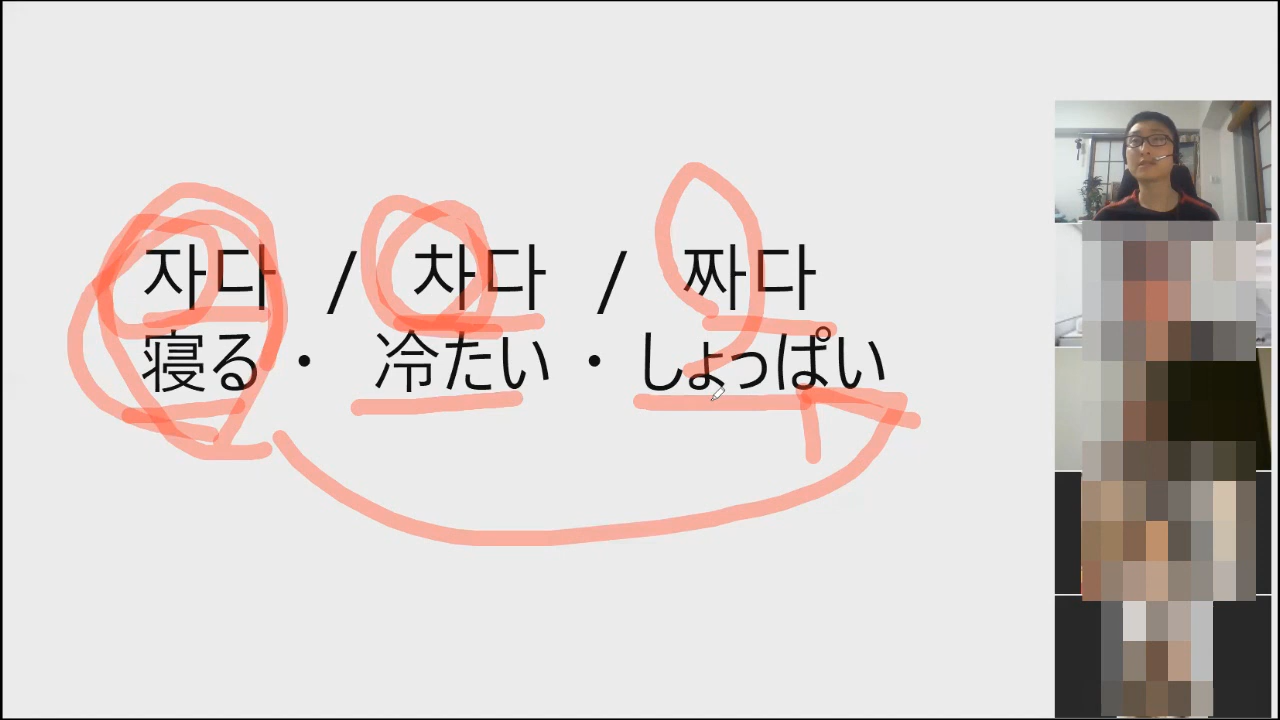 자다 / 차다 / 짜다
寝る・ 冷たい ・しょっぱい